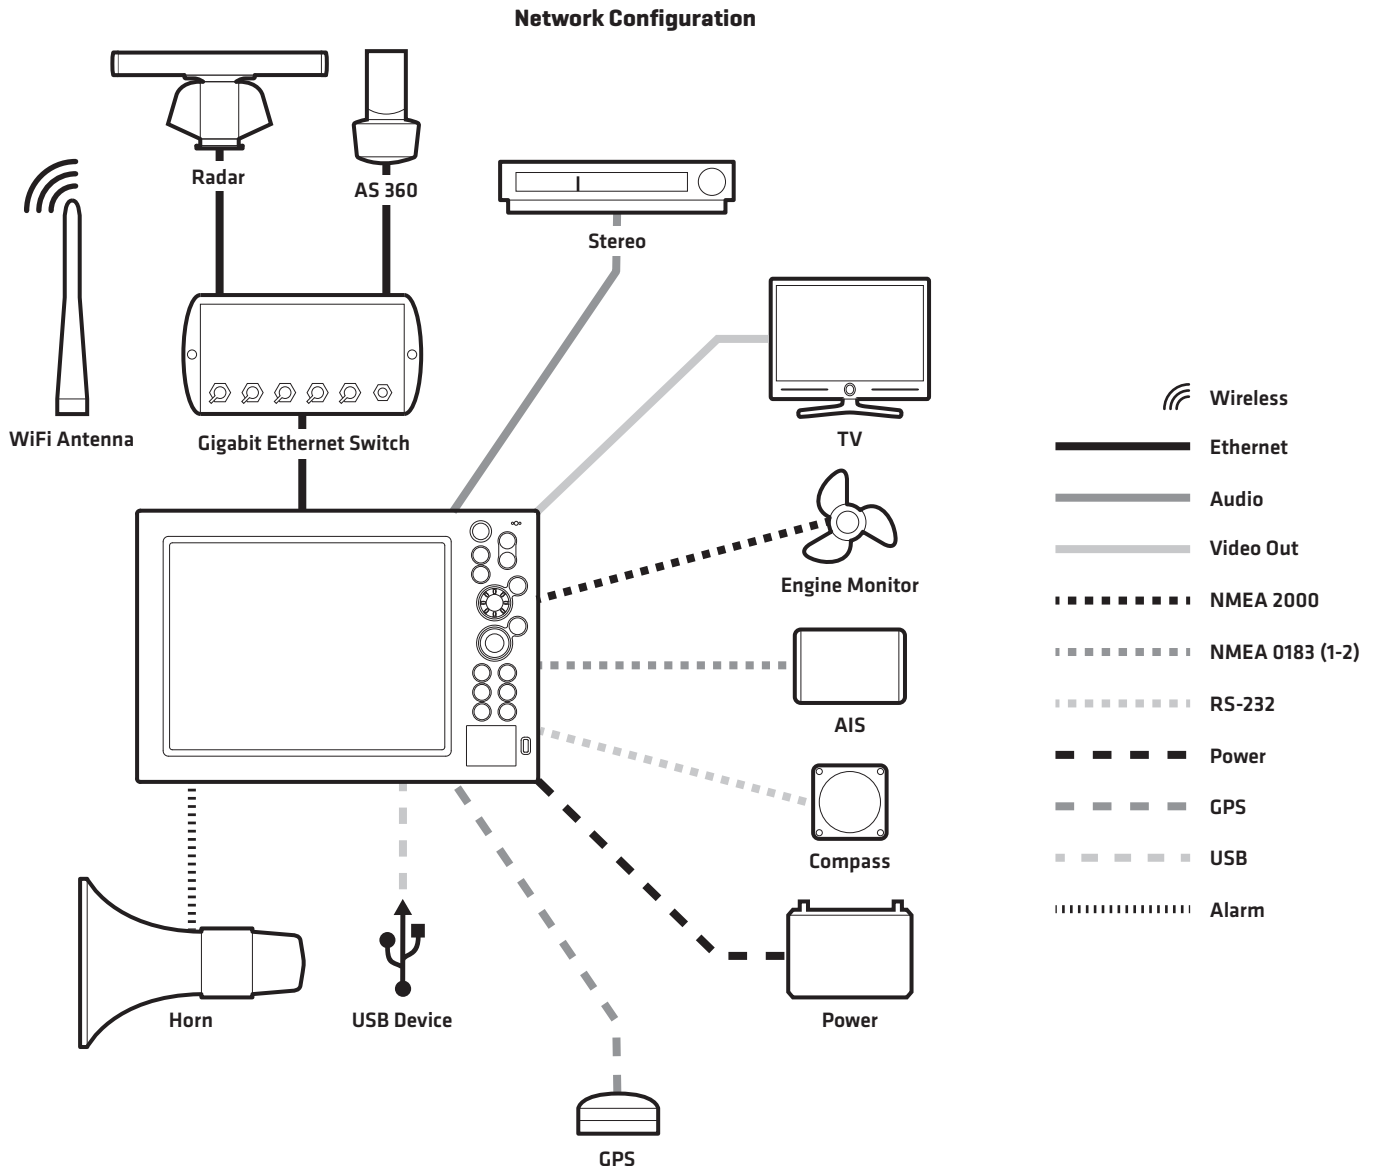 Network Configuration
Radar
AS 360
Stereo
WiFi Antenna
Gigabit Ethernet Switch
TV
Engine Monitor
AIS
Compass
Horn
USB Device
Power
GPS
Wireless
Ethernet
Audio
Video Out
NMEA 2000
NMEA 0183 (1-2)
RS-232
Power
GPS
USB
Alarm